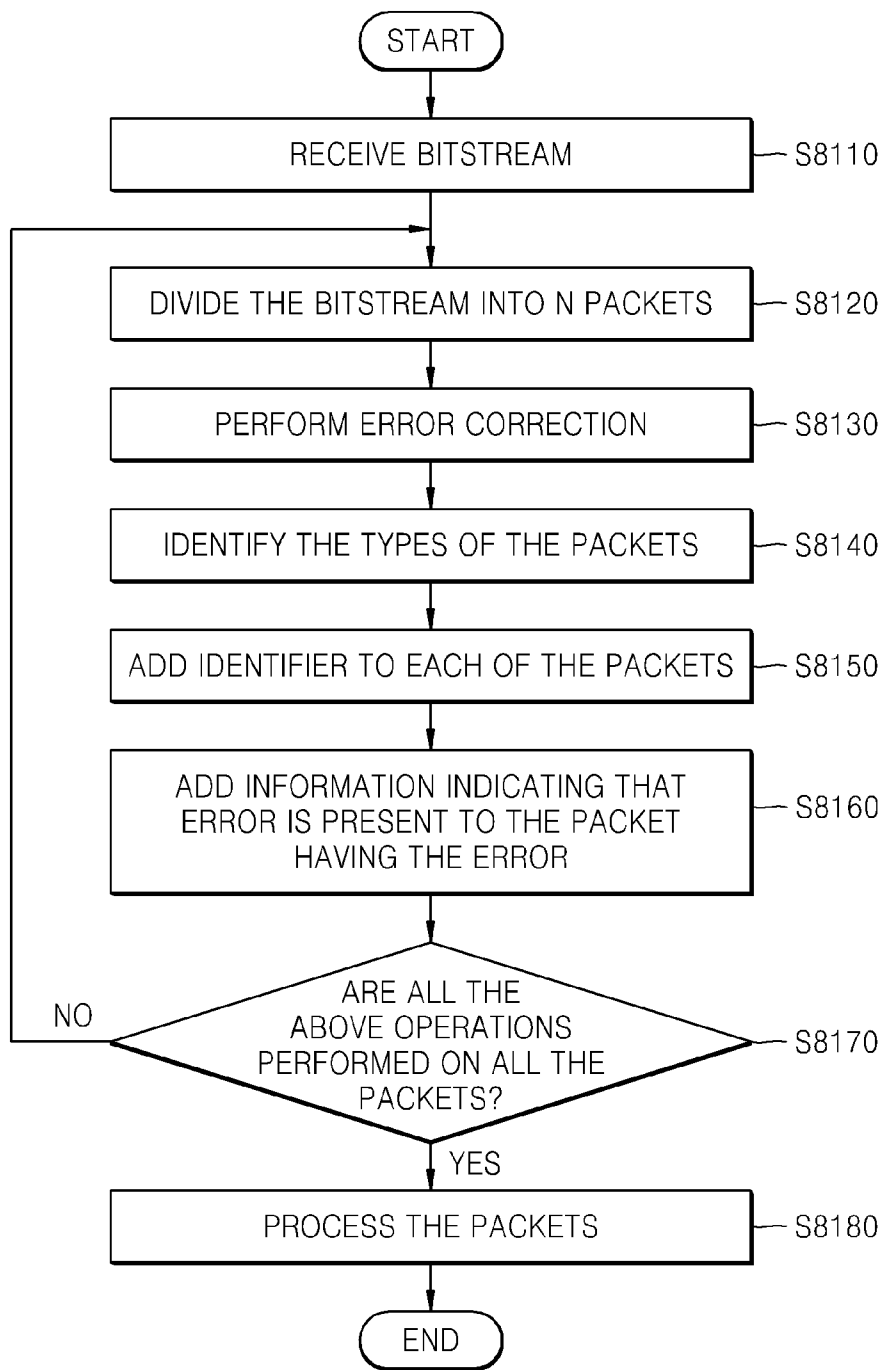 START
RECEIVE BITSTREAM
S8110
DIVIDE THE BITSTREAM INTO N PACKETS
S8120
PERFORM ERROR CORRECTION
S8130
IDENTIFY THE TYPES OF THE PACKETS
S8140
ADD IDENTIFIER TO EACH OF THE PACKETS
S8150
ADD INFORMATION INDICATING THAT
ERROR IS PRESENT TO THE PACKET
HAVING THE ERROR
S8160
ARE ALL THE
ABOVE OPERATIONS
PERFORMED ON ALL THE
PACKETS?
S8170
NO
YES
PROCESS THE PACKETS
S8180
END